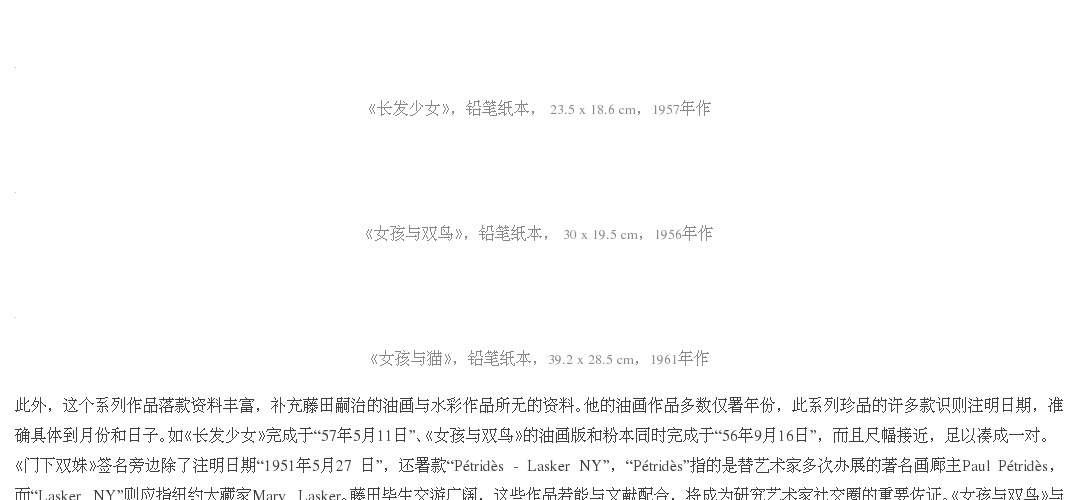 《长发少女》，铅笔纸本， 23.5 x 18.6 cm，1957年作
《女孩与双鸟》，铅笔纸本， 30 x 19.5 cm，1956年作
《女孩与猫》，铅笔纸本，39.2 x 28.5 cm，1961年作
此外，这个系列作品落款资料丰富，补充藤田嗣治的油画与水彩作品所无的资料。他的油画作品多数仅署年份，此系列珍品的许多款识则注明日期，准
确具体到月份和日子。如《长发少女》完成于“57年5月11日”、《女孩与双鸟》的油画版和粉本同时完成于“56年9月16日”，而且尺幅接近，足以凑成一对。
《门下双姝》签名旁边除了注明日期“1951年5月27 日”，还署款“Pétridès - Lasker NY”，“Pétridès”指的是替艺术家多次办展的著名画廊主Paul Pétridès，
而“Lasker NY”则应指纽约大藏家Mary Lasker。藤田毕生交游广阔，这些作品若能与文献配合，将成为研究艺术家社交圈的重要佐证。《女孩与双鸟》与